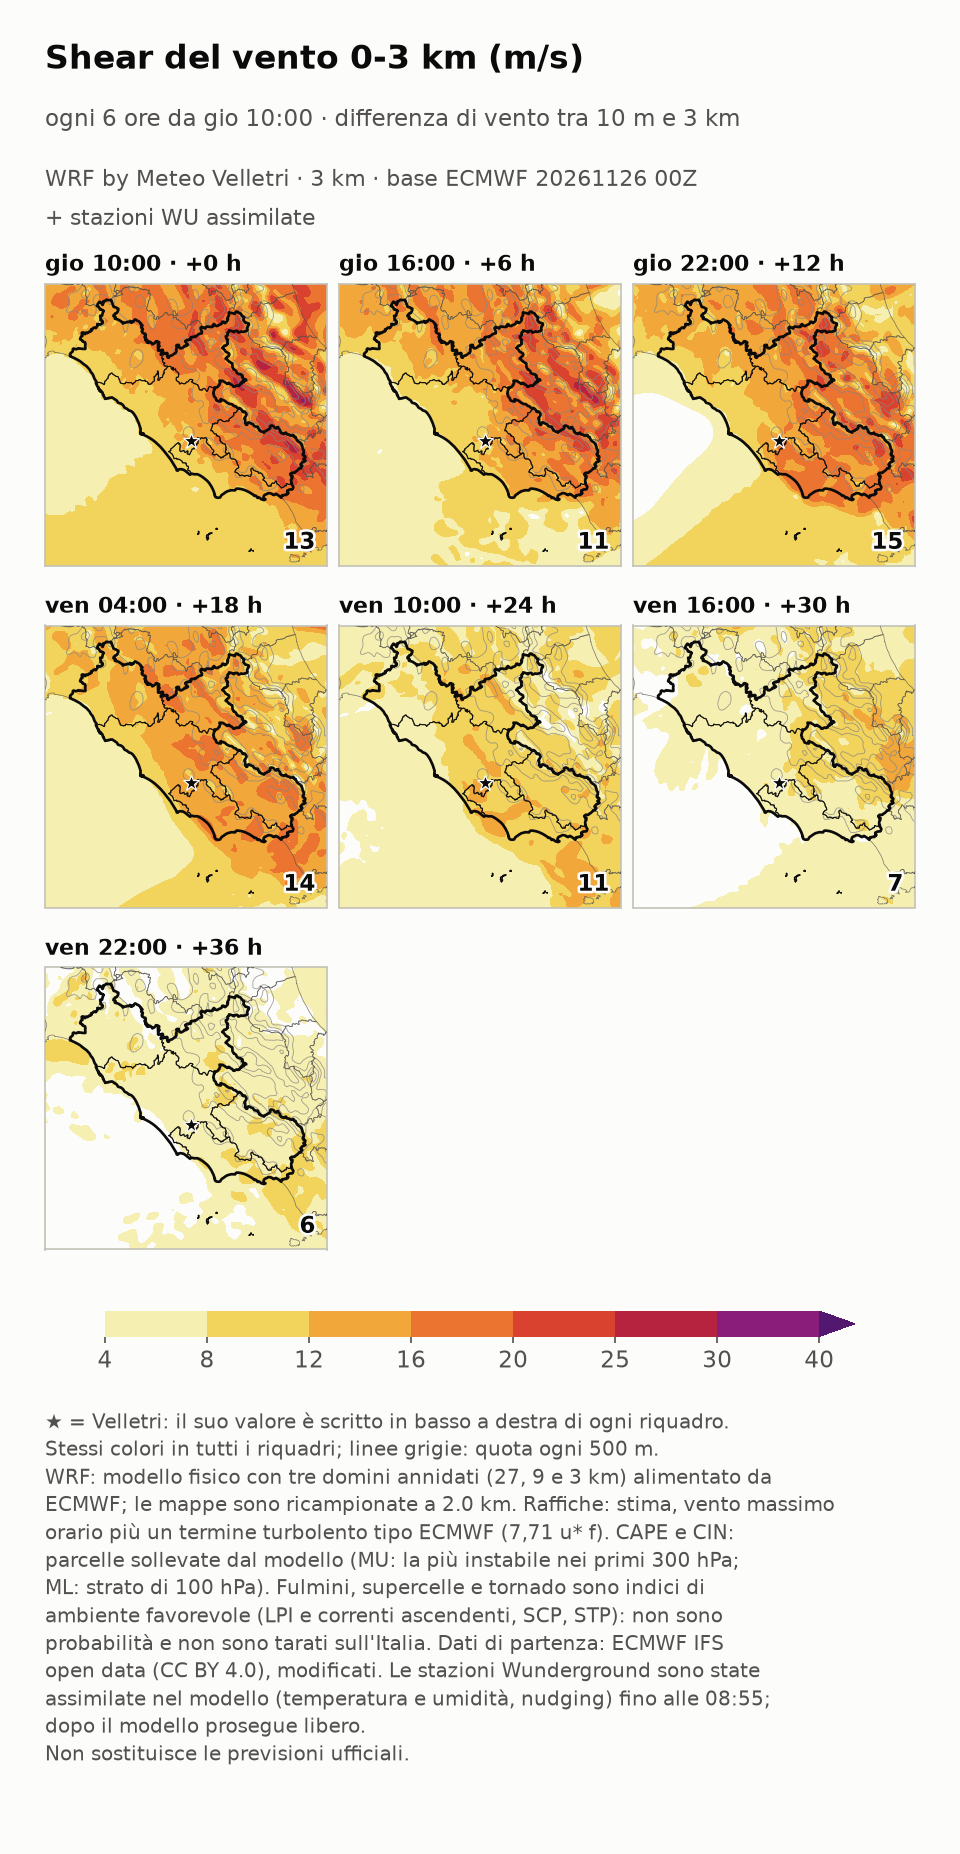 Shear del vento 0-3 km (m/s)
ogni 6 ore da gio 10:00 · differenza di vento tra 10 m e 3 km
WRF by Meteo Velletri · 3 km · base ECMWF 20261126 00Z
+ stazioni WU assimilate
gio 10:00 · +0 h
gio 16:00 · +6 h
gio 22:00 · +12 h
13
11
15
ven 04:00 · +18 h
ven 10:00 · +24 h
ven 16:00 · +30 h
14
11
7
ven 22:00 · +36 h
6
4 8 12 16 20 25 30 40
★ = Velletri: il suo valore è scritto in basso a destra di ogni riquadro.
Stessi colori in tutti i riquadri; linee grigie: quota ogni 500 m.
WRF: modello fisico con tre domini annidati (27, 9 e 3 km) alimentato da
ECMWF; le mappe sono ricampionate a 2.0 km. Raffiche: stima, vento massimo
orario più un termine turbolento tipo ECMWF (7,71 u* f). CAPE e CIN:
parcelle sollevate dal modello (MU: la più instabile nei primi 300 hPa;
ML: strato di 100 hPa). Fulmini, supercelle e tornado sono indici di
ambiente favorevole (LPI e correnti ascendenti, SCP, STP): non sono
probabilità e non sono tarati sull'Italia. Dati di partenza: ECMWF IFS
open data (CC BY 4.0), modificati. Le stazioni Wunderground sono state
assimilate nel modello (temperatura e umidità, nudging) fino alle 08:55;
dopo il modello prosegue libero.
Non sostituisce le previsioni ufficiali.